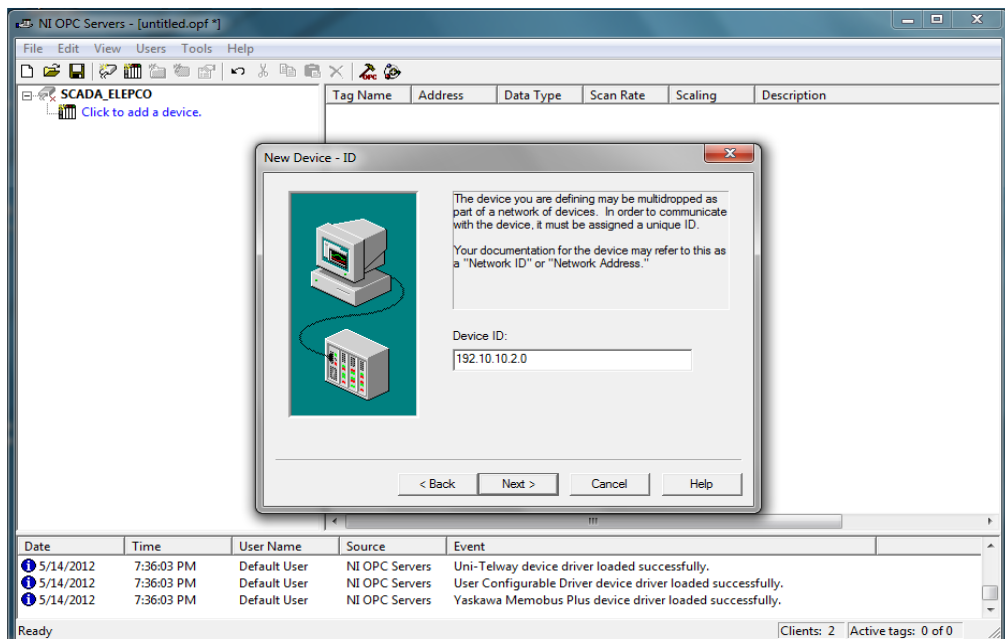 NI OPC Servers - [untitled.opf *]
File Edit View Users Tools Help
SCADA_ELEPCO
Click to add a device.
Tag Name Address Data Type Scan Rate Scaling Description
New Device - ID
The device you are defining may be multidropped as
part of a network of devices. In order to communicate
with the device, it must be assigned a unique ID.
Your documentation for the device may refer to this as
a "Network ID" or "Network Address."
Device ID:
192.10.10.2.0
< Back Next > Cancel Help
Date Time User Name Source Event
5/14/2012 7:36:03 PM Default User NI OPC Servers Uni-Telway device driver loaded successfully.
5/14/2012 7:36:03 PM Default User NI OPC Servers User Configurable Driver device driver loaded successfully.
5/14/2012 7:36:03 PM Default User NI OPC Servers Yaskawa Memobus Plus device driver loaded successfully.
Ready Clients: 2 Active tags: 0 of 0